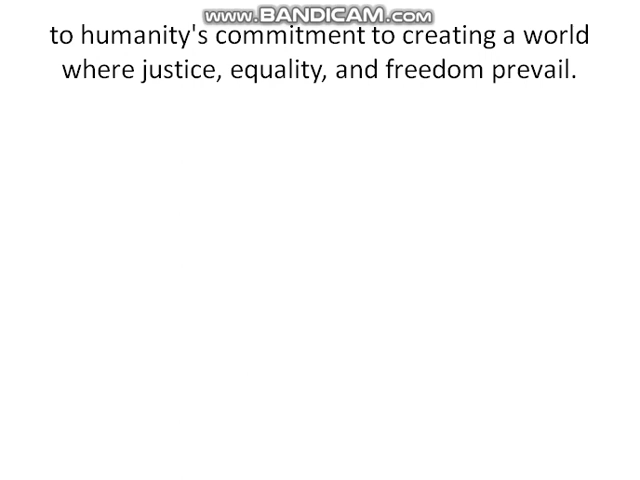 www.BANDICAM.com
to humanity's commitment to creating a world
where justice, equality, and freedom prevail.